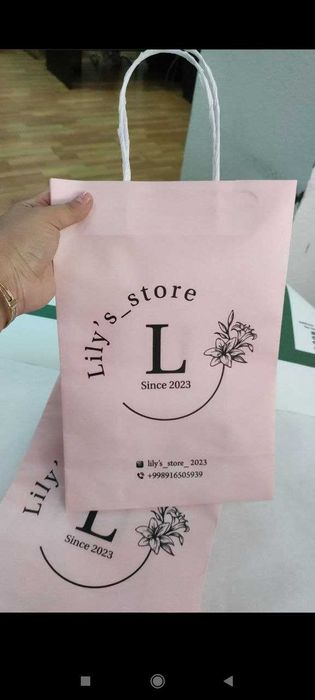 Lily's_store
L
Since 2023
lily's_store_2023
+998916505939
Lily'
L
Since 2023